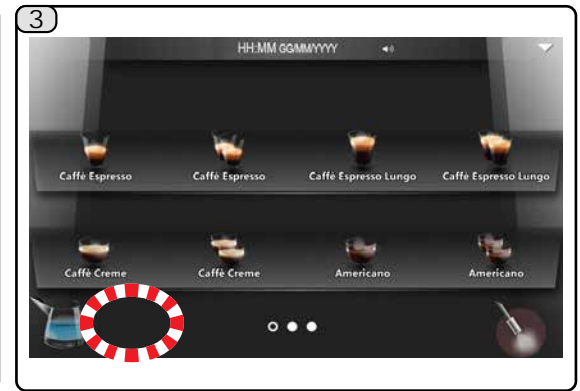 3
HH:MM GG/MM/YYYY
Caffè Espresso Caffè Espresso Caffè Espresso Lungo Caffè Espresso Lungo
Caffè Creme Caffè Creme Americano Americano